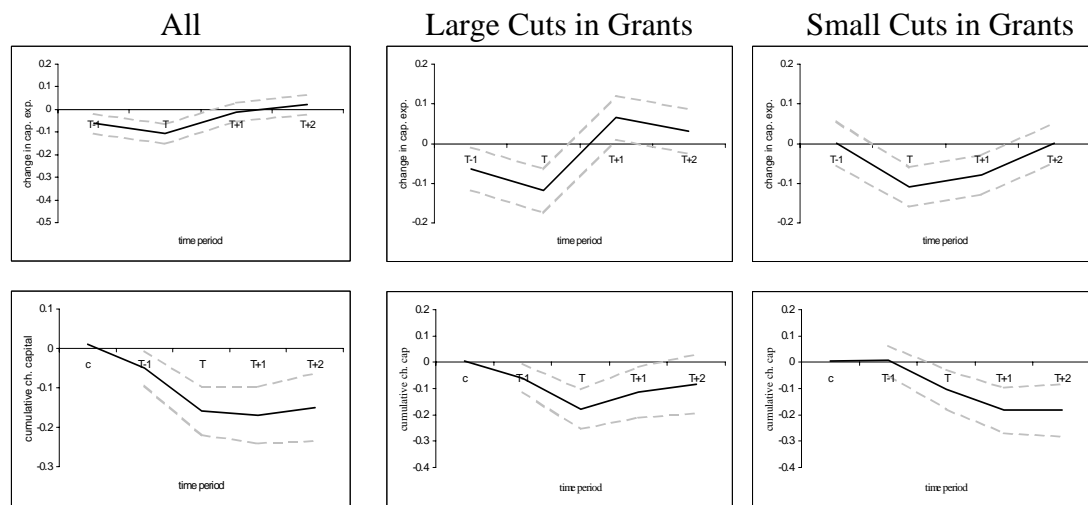 All
Large Cuts in Grants
Small Cuts in Grants
change in cap. exp.
0.2
0.1
0
-0.1
-0.2
-0.3
-0.4
-0.5
T-1
T
T+1
T+2
time period
change in cap. exp.
0.2
0.1
0
-0.1
-0.2
T-1
T
T+1
T+2
time period
change in cap. exp.
0.2
0.1
0
-0.1
-0.2
T-1
T
T+1
T+2
time period
cumulative ch. capital
0.1
0
-0.1
-0.2
-0.3
c
T-1
T
T+1
T+2
time period
cumulative ch. cap
0.2
0.1
0
-0.1
-0.2
-0.3
-0.4
c
T-1
T
T+1
T+2
time period
cumulative ch. cap
0.2
0.1
0
-0.1
-0.2
-0.3
-0.4
c
T-1
T
T+1
T+2
time period